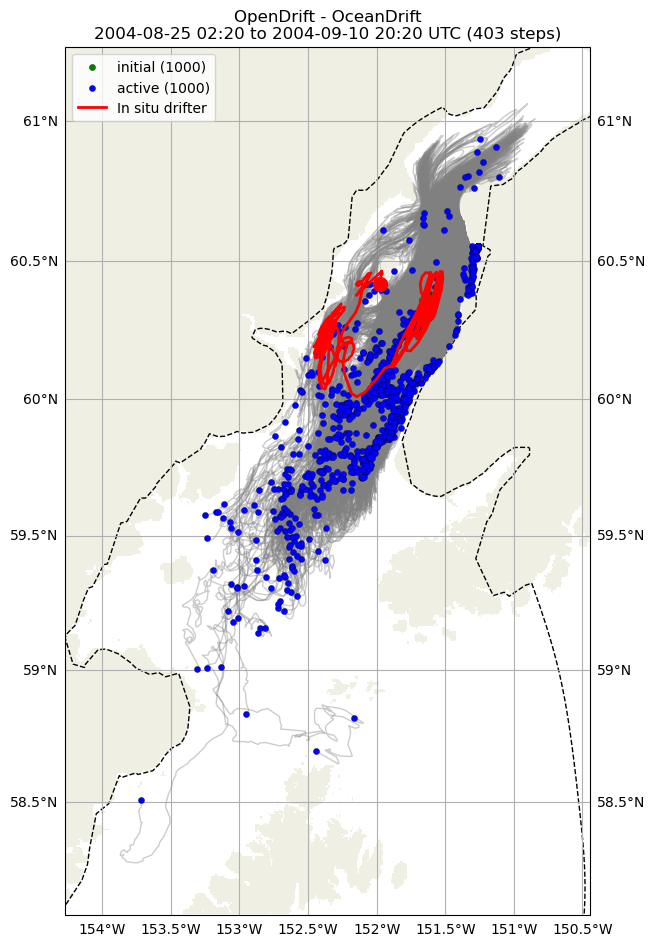 OpenDrift - OceanDrift
2004-08-25 02:20 to 2004-09-10 20:20 UTC (403 steps)
initial (1000)
active (1000)
In situ drifter
61°N
61°N
60.5°N
60.5°N
60°N
60°N
59.5°N
59.5°N
59°N
59°N
58.5°N
58.5°N
154°W 153.5°W 153°W 152.5°W 152°W 151.5°W 151°W 150.5°W